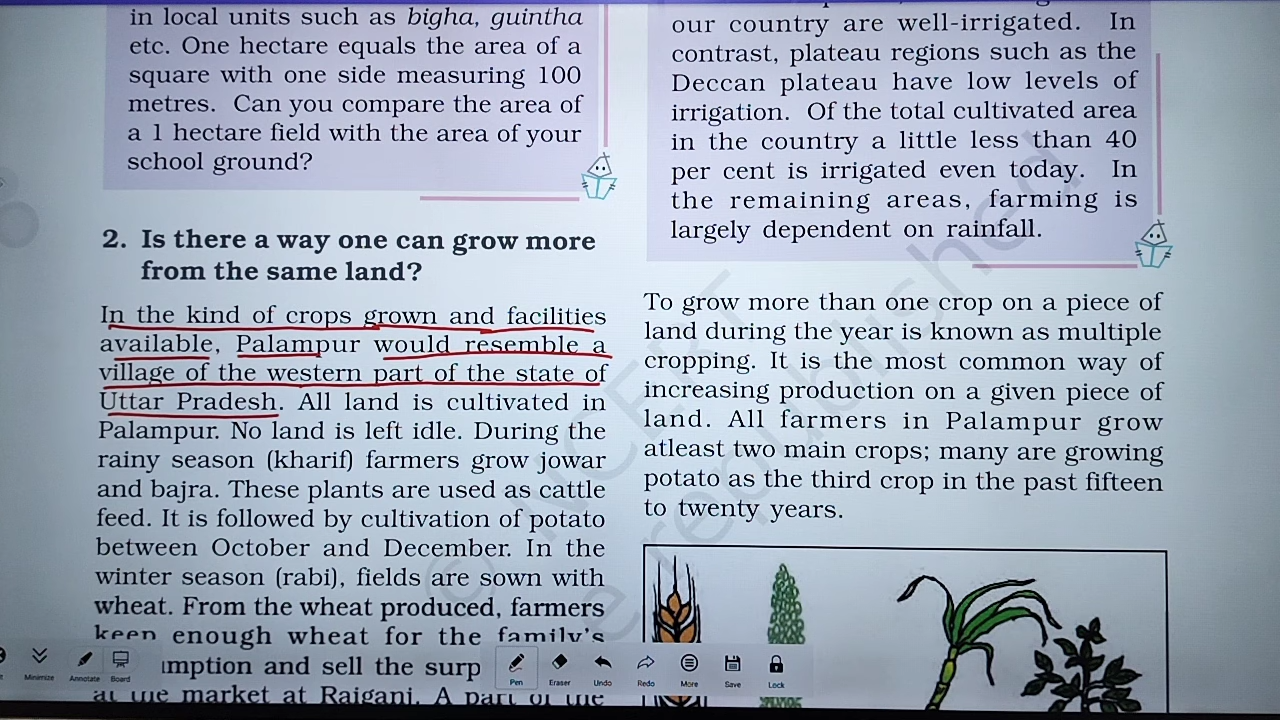 in local units such as bigha, guintha
etc. One hectare equals the area of a
square with one side measuring 100
metres. Can you compare the area of
a 1 hectare field with the area of your
school ground?
2. Is there a way one can grow more
from the same land?
In the kind of crops grown and facilities
available, Palampur would resemble a
village of the western part of the state of
Uttar Pradesh. All land is cultivated in
Palampur. No land is left idle. During the
rainy season (kharif) farmers grow jowar
and bajra. These plants are used as cattle
feed. It is followed by cultivation of potato
between October and December. In the
winter season (rabi), fields are sown with
wheat. From the wheat produced, farmers
keep enough wheat for the family's
mption and sell the surp
at the market at Raiganj. A part of the
our country are well-irrigated. In
contrast, plateau regions such as the
Deccan plateau have low levels of
irrigation. Of the total cultivated area
in the country a little less than 40
per cent is irrigated even today. In
the remaining areas, farming is
largely dependent on rainfall.
To grow more than one crop on a piece of
land during the year is known as multiple
cropping. It is the most common way of
increasing production on a given piece of
land. All farmers in Palampur grow
atleast two main crops; many are growing
potato as the third crop in the past fifteen
to twenty years.
© NCERT
republished
Minimize Annotate Board Pen Eraser Undo Redo More Save Lock